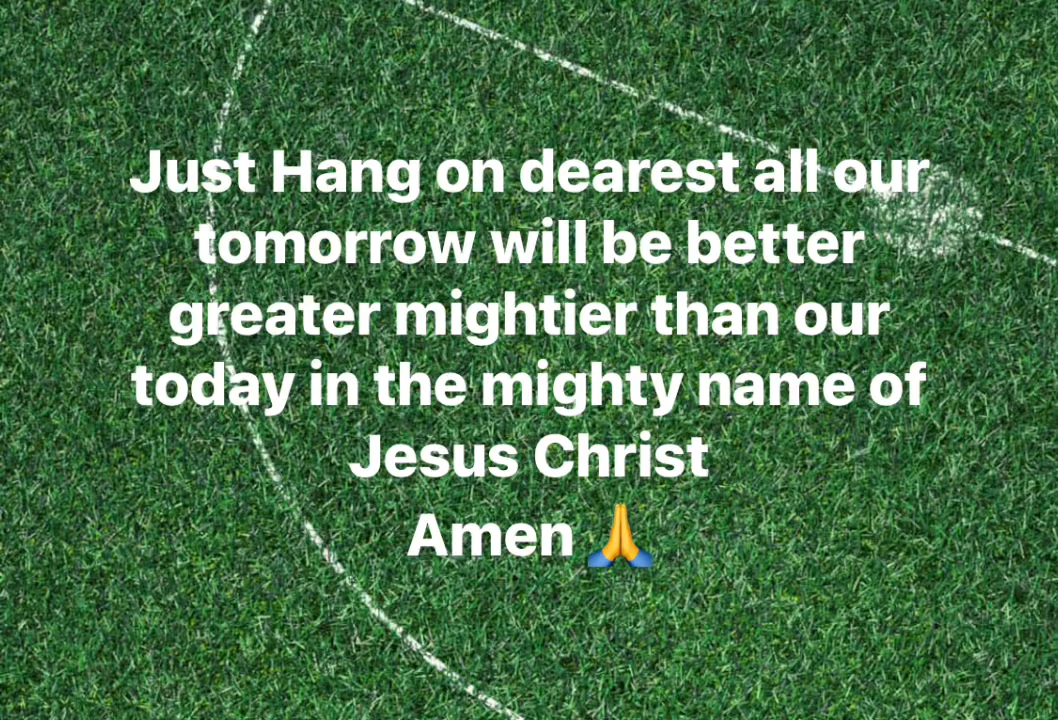 Just Hang on dearest all our
tomorrow will be better
greater mightier than our
today in the mighty name of
Jesus Christ
Amen 🙏